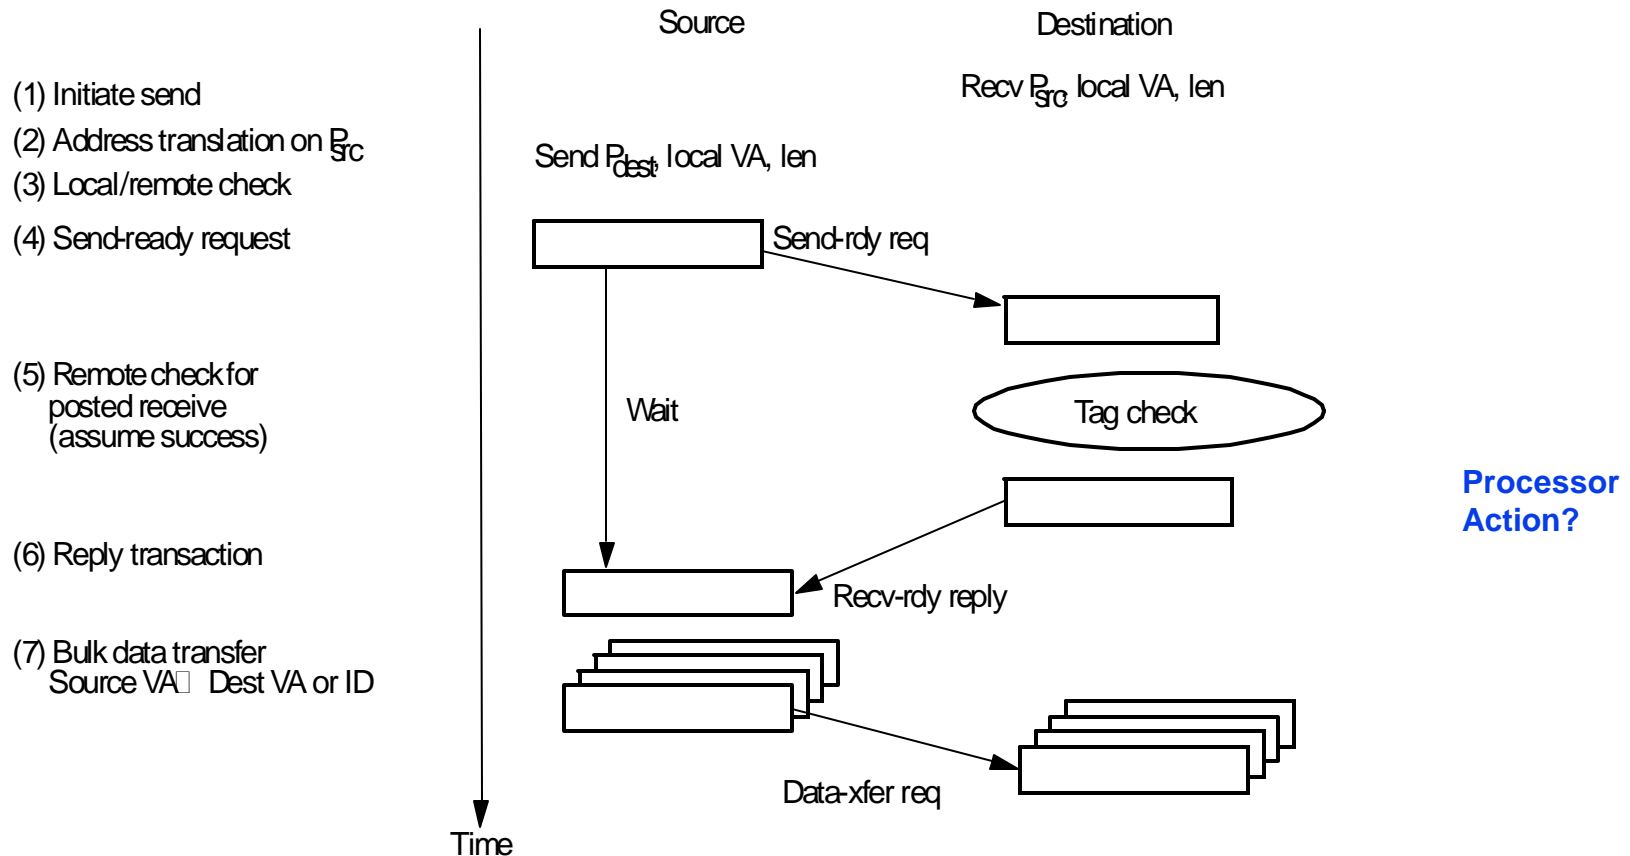 Source
Destination
(1) Initiate send
Recv Psrc, local VA, len
(2) Address translation on Psrc
Send Pdest, local VA, len
(3) Local/remote check
(4) Send-ready request
Send-rdy req
(5) Remote check for
posted receive
(assume success)
Wait
Tag check
Processor
Action?
(6) Reply transaction
Recv-rdy reply
(7) Bulk data transfer
Source VA□ Dest VA or ID
Data-xfer req
Time